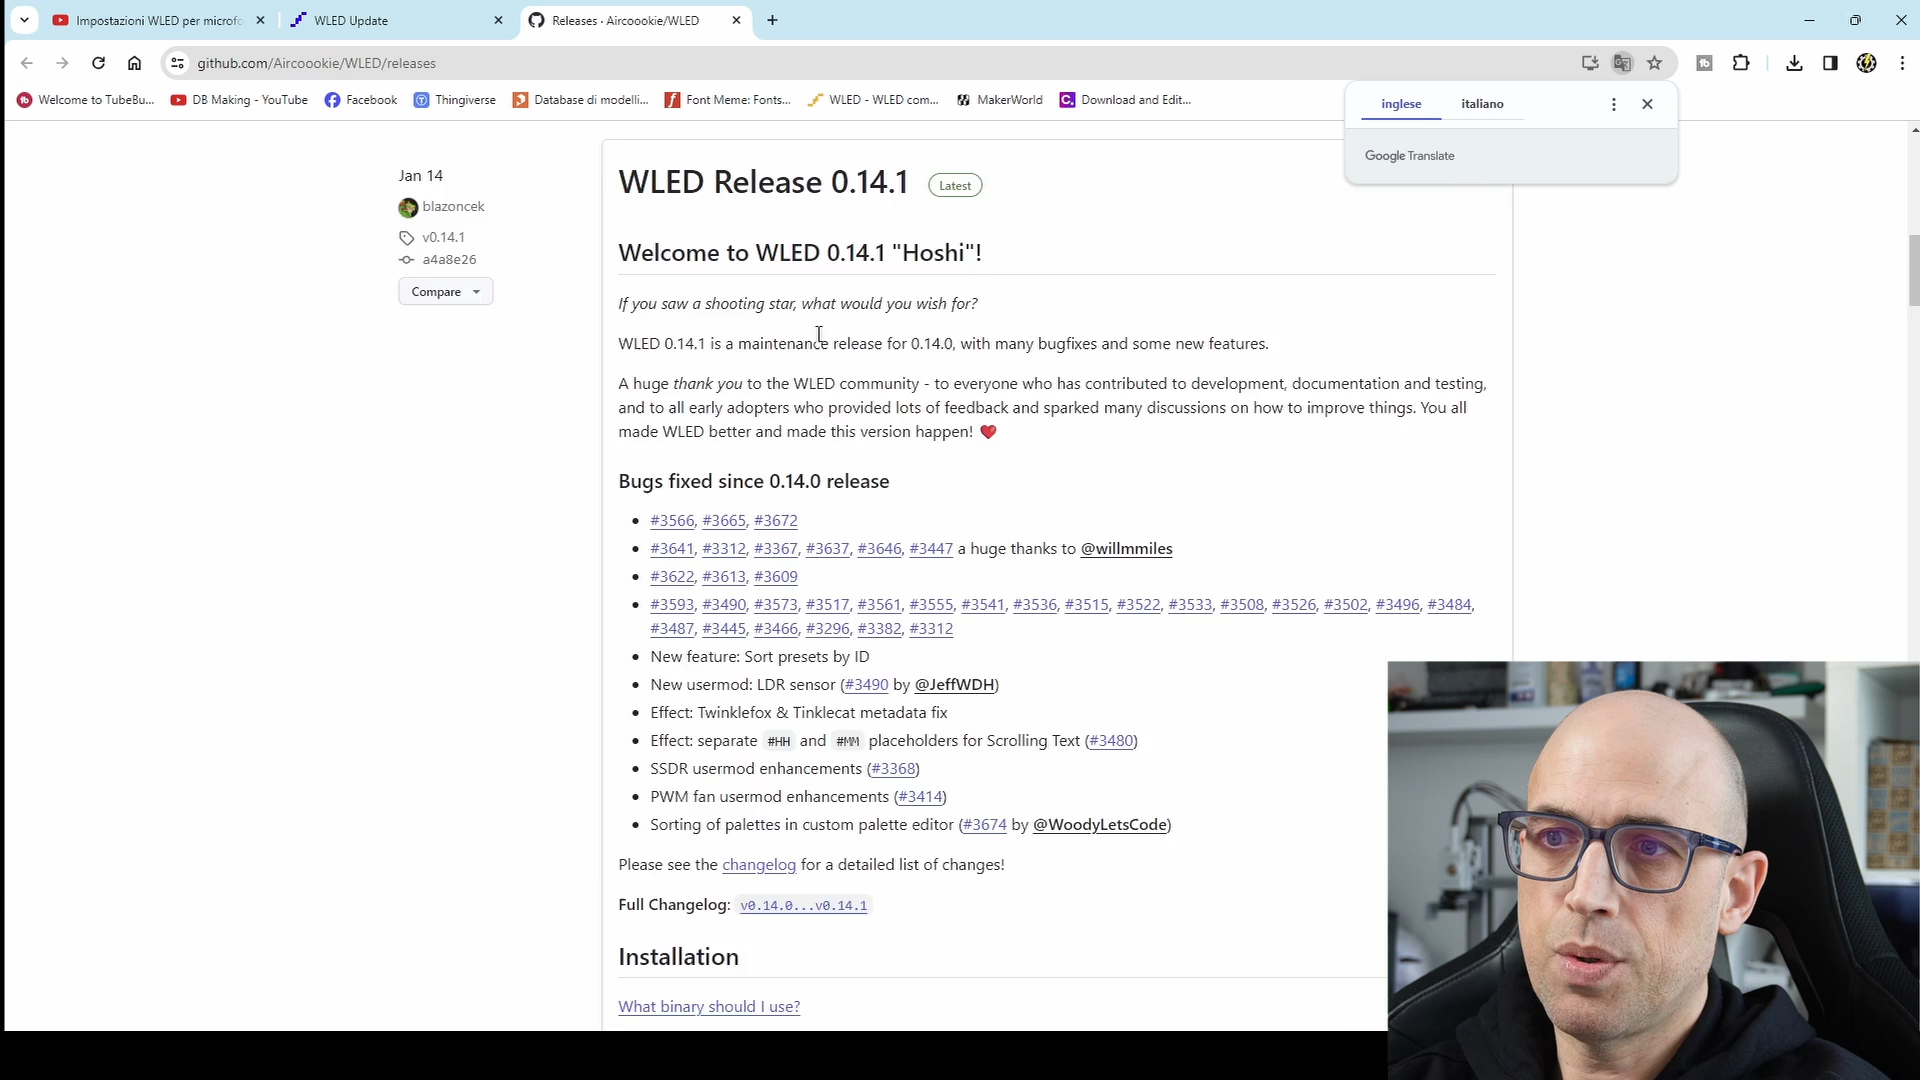 Impostazioni WLED per microfo
WLED Update
Releases · Aircoookie/WLED
github.com/Aircoookie/WLED/releases
Welcome to TubeBu...
DB Making - YouTube
Facebook
Thingiverse
Database di modelli...
Font Meme: Fonts...
WLED - WLED com...
MakerWorld
Download and Edit...
inglese
italiano
Google Translate
Jan 14
blazoncek
v0.14.1
a4a8e26
Compare
WLED Release 0.14.1 Latest
Welcome to WLED 0.14.1 "Hoshi"!
If you saw a shooting star, what would you wish for?
WLED 0.14.1 is a maintenance release for 0.14.0, with many bugfixes and some new features.
A huge thank you to the WLED community - to everyone who has contributed to development, documentation and testing,
and to all early adopters who provided lots of feedback and sparked many discussions on how to improve things. You all
made WLED better and made this version happen! ❤️
Bugs fixed since 0.14.0 release
• #3566, #3665, #3672
• #3641, #3312, #3367, #3637, #3646, #3447 a huge thanks to @willmmiles
• #3622, #3613, #3609
• #3593, #3490, #3573, #3517, #3561, #3555, #3541, #3536, #3515, #3522, #3533, #3508, #3526, #3502, #3496, #3484,
#3487, #3445, #3466, #3296, #3382, #3312
• New feature: Sort presets by ID
• New usermod: LDR sensor (#3490 by @JeffWDH)
• Effect: Twinklefox & Tinklecat metadata fix
• Effect: separate #HH and #MM placeholders for Scrolling Text (#3480)
• SSDR usermod enhancements (#3368)
• PWM fan usermod enhancements (#3414)
• Sorting of palettes in custom palette editor (#3674 by @WoodyLetsCode)
Please see the changelog for a detailed list of changes!
Full Changelog: v0.14.0...v0.14.1
Installation
What binary should I use?